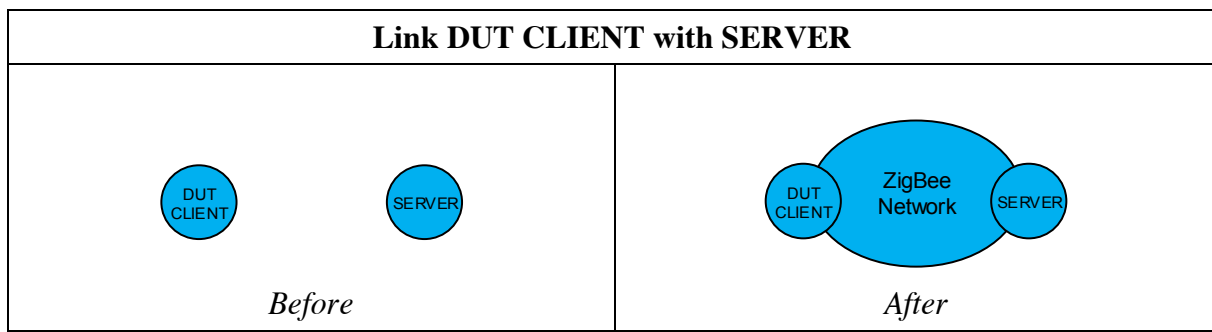 Link DUT CLIENT with SERVER
DUT
CLIENT
SERVER
Before
DUT
CLIENT
ZigBee
Network
SERVER
After